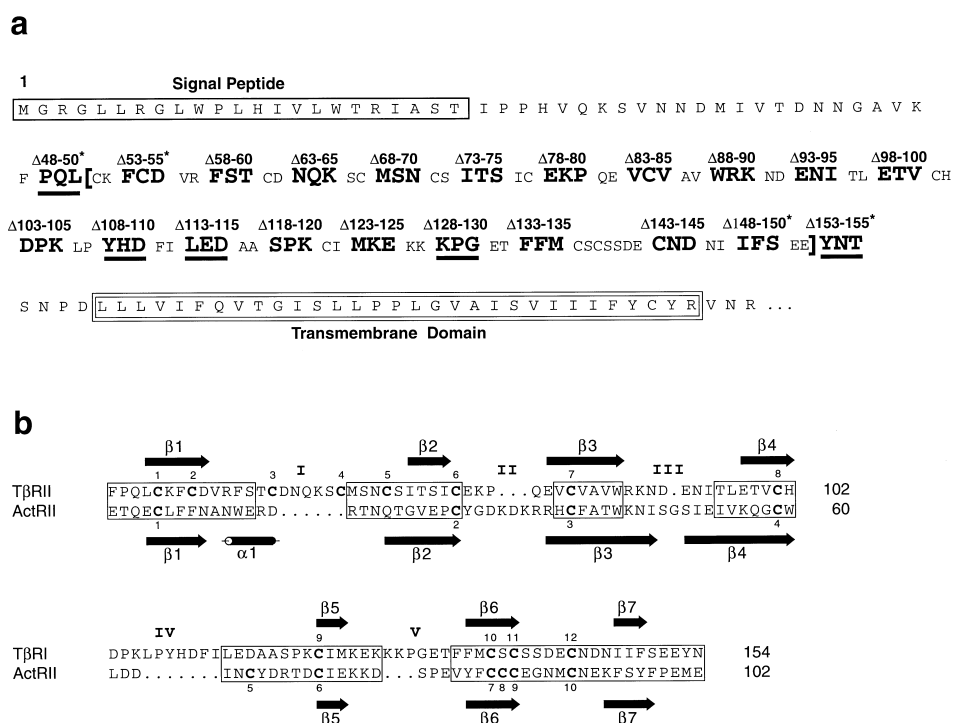 a
1 Signal Peptide
M G R G L L R G L W P L H I V L W T R I A S T I P P H V Q K S V N N D M I V T D N N G A V K
Δ48-50* Δ53-55* Δ58-60 Δ63-65 Δ68-70 Δ73-75 Δ78-80 Δ83-85 Δ88-90 Δ93-95 Δ98-100
F PQL[CK FCD VR FST CD NQK SC MSN CS ITS IC EKP QE VCV AV WRK ND ENI TL ETV CH
Δ103-105 Δ108-110 Δ113-115 Δ118-120 Δ123-125 Δ128-130 Δ133-135 Δ143-145 Δ148-150* Δ153-155*
DPK LP YHD FI LED AA SPK CI MKE KK KPG ET FFM CSCSSDE CND NI IFS EE]YNT
S N P D L L L V I F Q V T G I S L L P P L G V A I S V I I I F Y C Y R V N R ...
Transmembrane Domain
b
β1 β2 β3 β4
I II III
1 2 3 4 5 6 7 8
TβRII FPQLCKFCDVRFSTCDNQKSCMSNCSITSICEKP...QEVCVAVWRKND.ENITLETVCH 102
ActRII ETQECLFFNANWERD......RTNQTGVEPCYGDKDKRRHCFATWKNISGSIEIVKQGCW 60
1 2 3 4
β1 α1 β2 β3 β4
β5 β6 β7
IV V
9 10 11 12
TβRI DPKLPYHDFILEDAASPKCIMKEKKKPGETFFMCSCSSDECNDNIIFSEEYN 154
ActRII LDD.......INCYDRTDCIEKKD...SPEVYFCCCEGNMCNEKFSYFPEME 102
5 6 7 8 9 10
β5 β6 β7